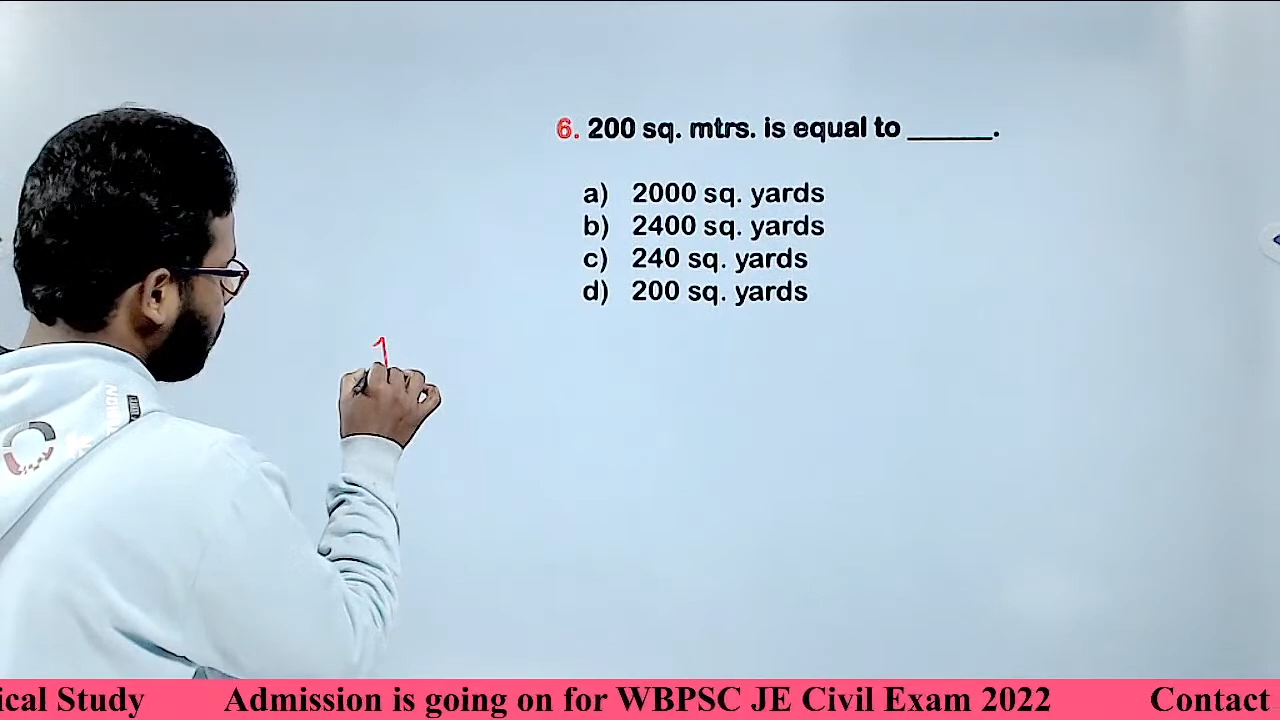 6. 200 sq. mtrs. is equal to ______.
a) 2000 sq. yards
b) 2400 sq. yards
c) 240 sq. yards
d) 200 sq. yards
1
ical Study Admission is going on for WBPSC JE Civil Exam 2022 Contact